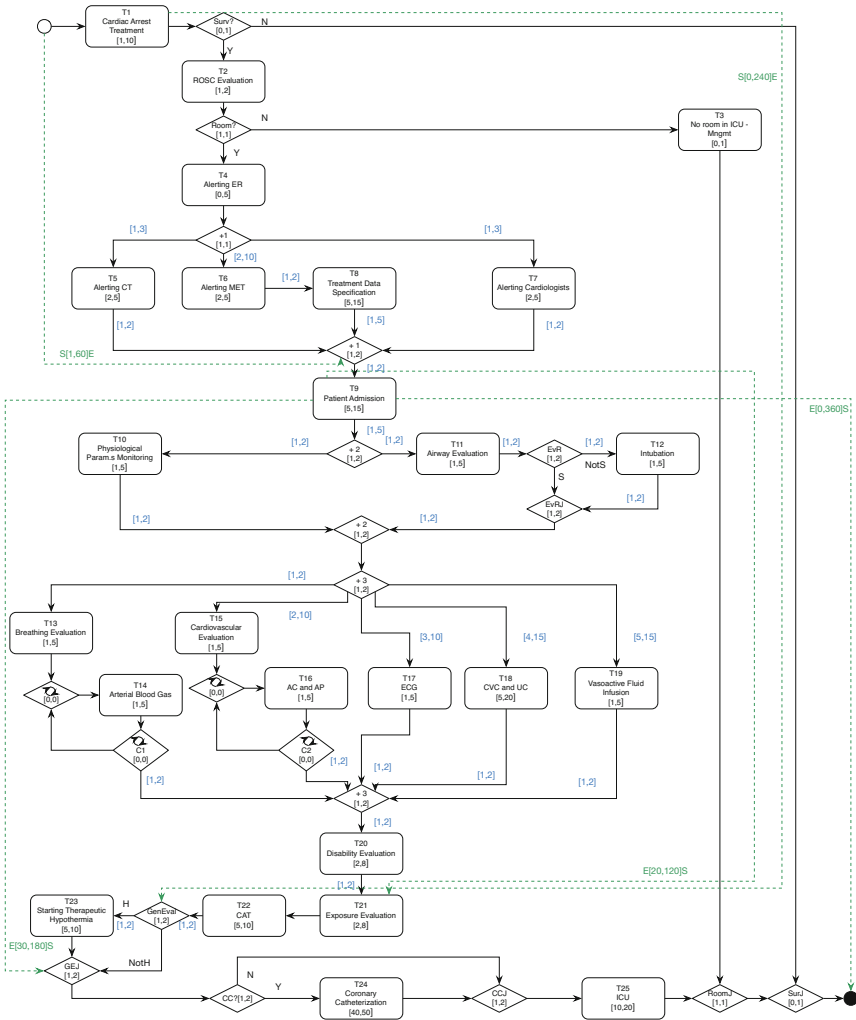 T1
Cardiac Arrest
Treatment
[1,10]
Surv?
[0,1]
N
Y
T2
ROSC Evaluation
[1,2]
S[0,240]E
Room?
[1,1]
N
Y
T3
No room in ICU -
Mngmt
[0,1]
T4
Alerting ER
[0,5]
[1,3]
+1
[1,1]
[1,3]
[2,10]
T5
Alerting CT
[2,5]
T6
Alerting MET
[2,5]
[1,2]
T8
Treatment Data
Specification
[5,15]
T7
Alerting Cardiologists
[2,5]
[1,2]
[1,5]
[1,2]
S[1,60]E
+ 1
[1,2]
[1,2]
T9
Patient Admission
[5,15]
E[0,360]S
[1,5]
T10
Physiological
Param.s Monitoring
[1,5]
[1,2]
+ 2
[1,2]
[1,2]
T11
Airway Evaluation
[1,5]
[1,2]
EvR
[1,2]
[1,2]
NotS
S
T12
Intubation
[1,5]
[1,2]
EvRJ
[1,2]
[1,2]
[1,2]
+ 2
[1,2]
[1,2]
+ 3
[1,2]
[2,10]
[3,10]
[4,15]
[5,15]
T13
Breathing Evaluation
[1,5]
T15
Cardiovascular
Evaluation
[1,5]
[0,0]
T14
Arterial Blood Gas
[1,5]
[0,0]
T16
AC and AP
[1,5]
T17
ECG
[1,5]
T18
CVC and UC
[5,20]
T19
Vasoactive Fluid
Infusion
[1,5]
C1
[0,0]
C2
[0,0]
[1,2]
[1,2]
[1,2]
[1,2]
[1,2]
+ 3
[1,2]
[1,2]
T20
Disability Evaluation
[2,8]
E[20,120]S
[1,2]
T23
Starting Therapeutic
Hypothermia
[5,10]
H
[1,2]
GenEval
[1,2]
[1,2]
T22
CAT
[5,10]
T21
Exposure Evaluation
[2,8]
E[30,180]S
GEJ
[1,2]
NotH
N
CC?[1,2]
Y
T24
Coronary
Catheterization
[40,50]
CCJ
[1,2]
T25
ICU
[10,20]
RoomJ
[1,1]
SurJ
[0,1]